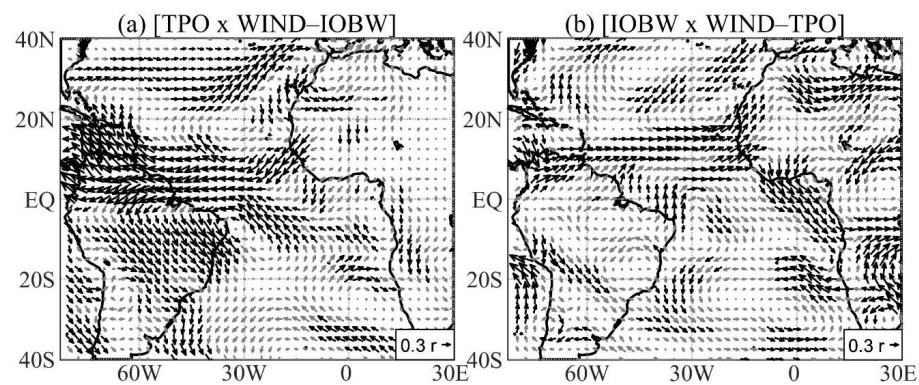 (a) [TPO x WIND–IOBW]
(b) [IOBW x WIND–TPO]
40N
20N
EQ
20S
40S
0.3 r
60W 30W 0
40N
20N
EQ
20S
40S
0.3 r
60W 30W 0 30E